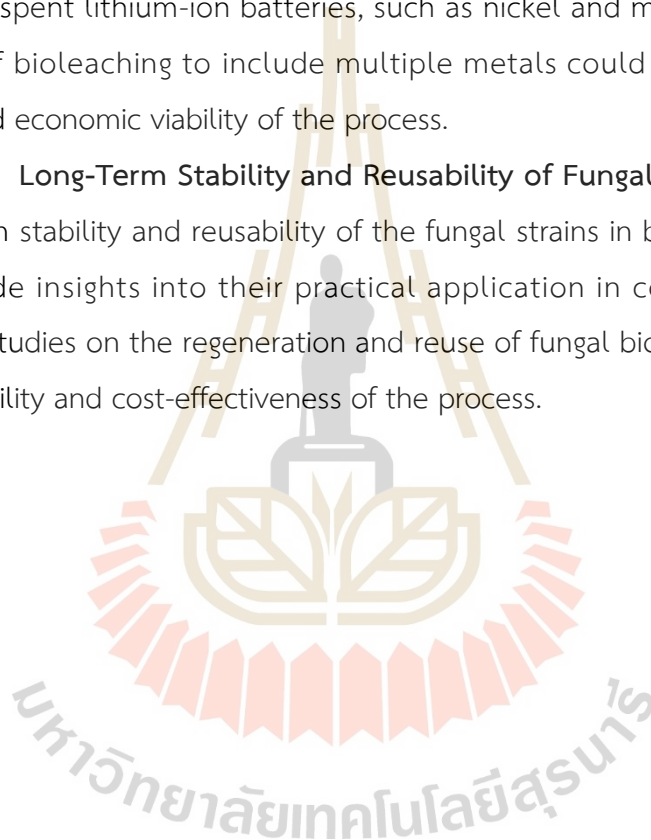 spent lithium-ion batteries, such as nickel and m
f bioleaching to include multiple metals could
d economic viability of the process.
Long-Term Stability and Reusability of Fungal
n stability and reusability of the fungal strains in b
de insights into their practical application in c
tudies on the regeneration and reuse of fungal bio
ility and cost-effectiveness of the process.
มหาวิทยาลัยเทคโนโลยีสุรนารี